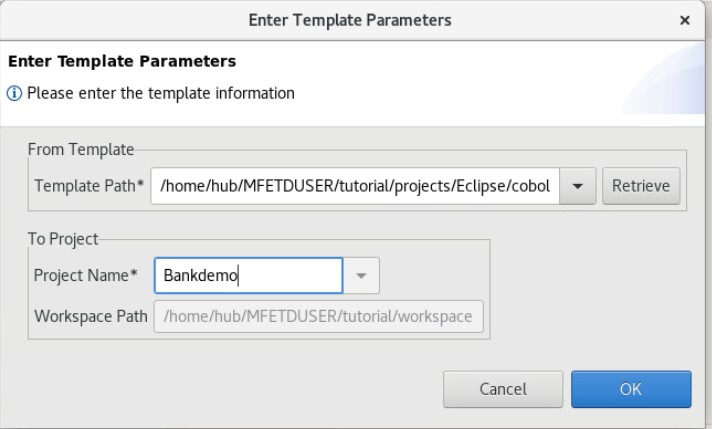 Enter Template Parameters ×
Enter Template Parameters
Please enter the template information
From Template
Template Path* /home/hub/MFETDUSER/tutorial/projects/Eclipse/cobol Retrieve
To Project
Project Name* Bankdemo
Workspace Path /home/hub/MFETDUSER/tutorial/workspace
Cancel OK